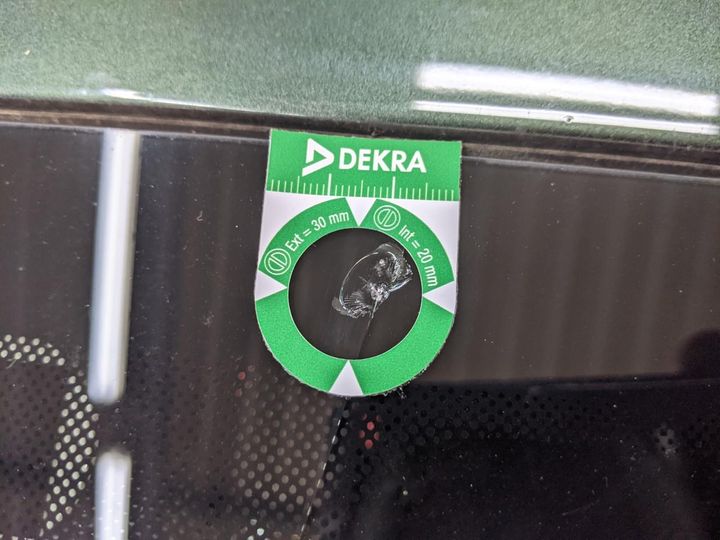 DEKRA
Ext = 30 mm
Int = 20 mm